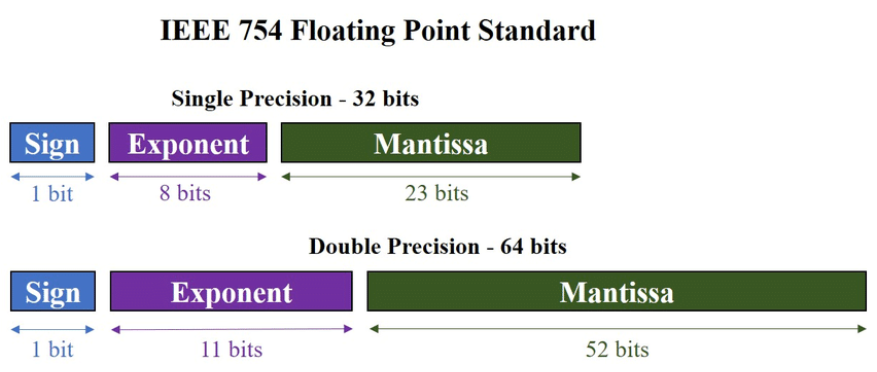 IEEE 754 Floating Point Standard
Single Precision - 32 bits
Sign Exponent Mantissa
1 bit 8 bits 23 bits
Double Precision - 64 bits
Sign Exponent Mantissa
1 bit 11 bits 52 bits